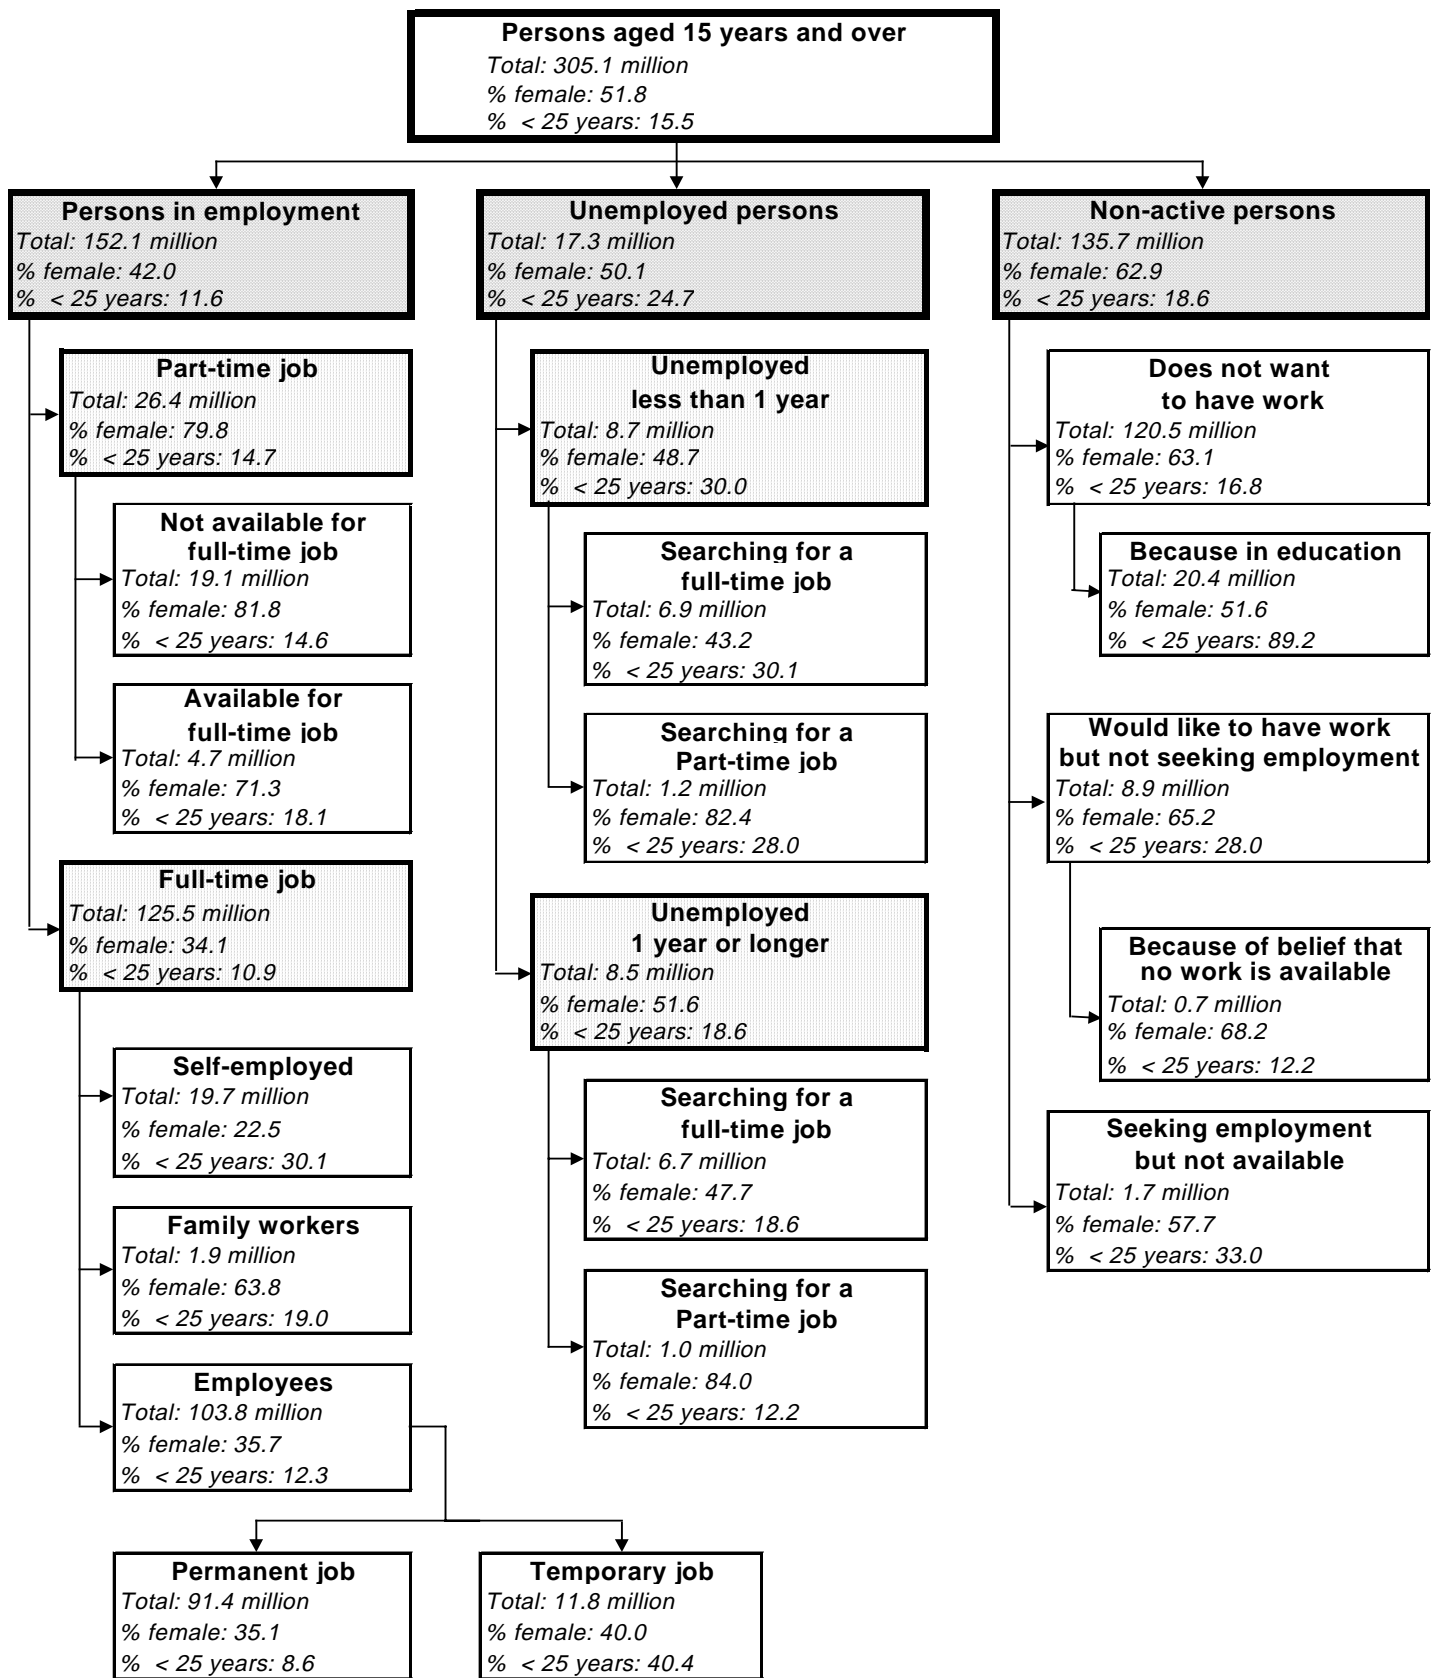 Persons aged 15 years and over
Total: 305.1 million
% female: 51.8
% < 25 years: 15.5
Persons in employment
Total: 152.1 million
% female: 42.0
% < 25 years: 11.6
Part-time job
Total: 26.4 million
% female: 79.8
% < 25 years: 14.7
Not available for
full-time job
Total: 19.1 million
% female: 81.8
% < 25 years: 14.6
Available for
full-time job
Total: 4.7 million
% female: 71.3
% < 25 years: 18.1
Full-time job
Total: 125.5 million
% female: 34.1
% < 25 years: 10.9
Self-employed
Total: 19.7 million
% female: 22.5
% < 25 years: 30.1
Family workers
Total: 1.9 million
% female: 63.8
% < 25 years: 19.0
Employees
Total: 103.8 million
% female: 35.7
% < 25 years: 12.3
Permanent job
Total: 91.4 million
% female: 35.1
% < 25 years: 8.6
Temporary job
Total: 11.8 million
% female: 40.0
% < 25 years: 40.4
Unemployed persons
Total: 17.3 million
% female: 50.1
% < 25 years: 24.7
Unemployed
less than 1 year
Total: 8.7 million
% female: 48.7
% < 25 years: 30.0
Searching for a
full-time job
Total: 6.9 million
% female: 43.2
% < 25 years: 30.1
Searching for a
Part-time job
Total: 1.2 million
% female: 82.4
% < 25 years: 28.0
Unemployed
1 year or longer
Total: 8.5 million
% female: 51.6
% < 25 years: 18.6
Searching for a
full-time job
Total: 6.7 million
% female: 47.7
% < 25 years: 18.6
Searching for a
Part-time job
Total: 1.0 million
% female: 84.0
% < 25 years: 12.2
Non-active persons
Total: 135.7 million
% female: 62.9
% < 25 years: 18.6
Does not want
to have work
Total: 120.5 million
% female: 63.1
% < 25 years: 16.8
Because in education
Total: 20.4 million
% female: 51.6
% < 25 years: 89.2
Would like to have work
but not seeking employment
Total: 8.9 million
% female: 65.2
% < 25 years: 28.0
Because of belief that
no work is available
Total: 0.7 million
% female: 68.2
% < 25 years: 12.2
Seeking employment
but not available
Total: 1.7 million
% female: 57.7
% < 25 years: 33.0